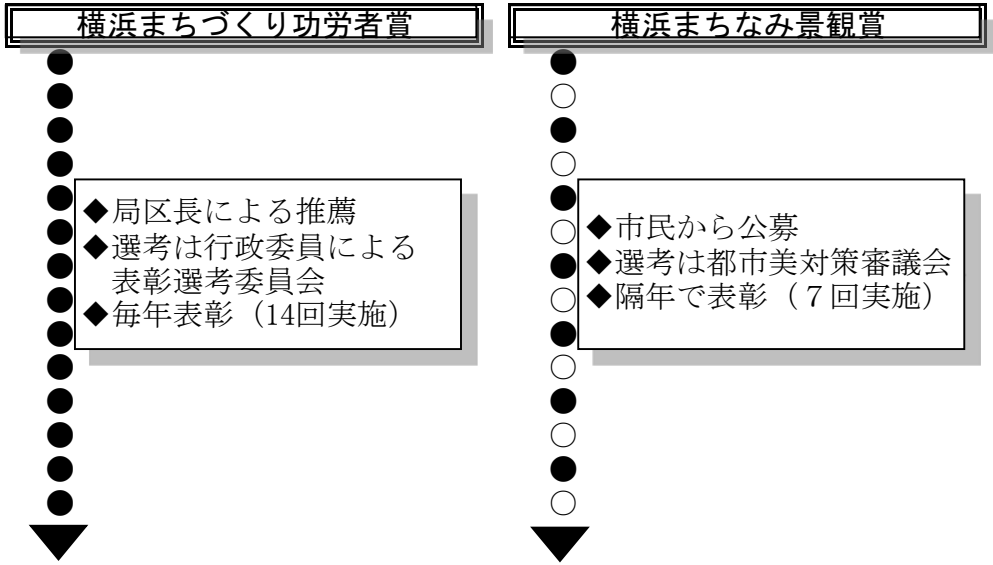 横浜まちづくり功労者賞
◆局区長による推薦
◆選考は行政委員による
表彰選考委員会
◆毎年表彰（14回実施）
横浜まちなみ景観賞
◆市民から公募
◆選考は都市美対策審議会
◆隔年で表彰（７回実施）